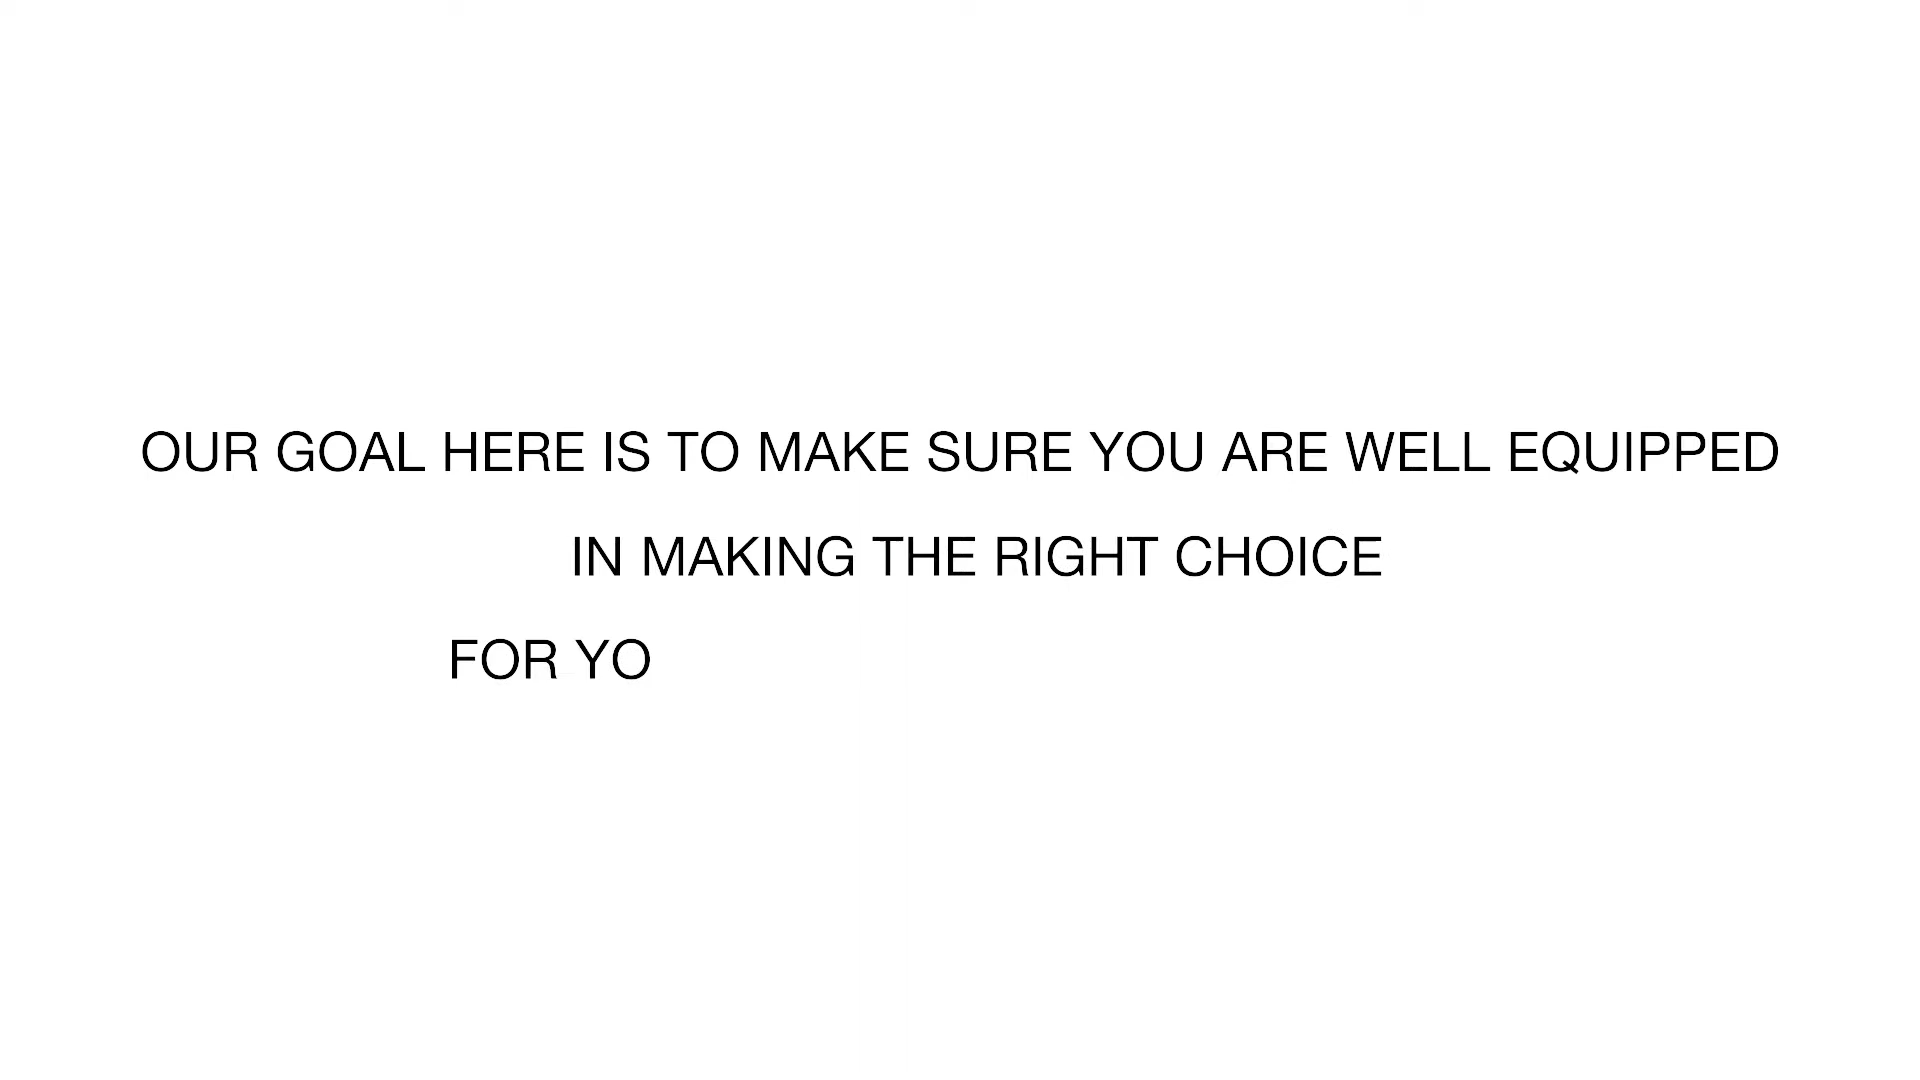 OUR GOAL HERE IS TO MAKE SURE YOU ARE WELL EQUIPPED
IN MAKING THE RIGHT CHOICE
FOR YO